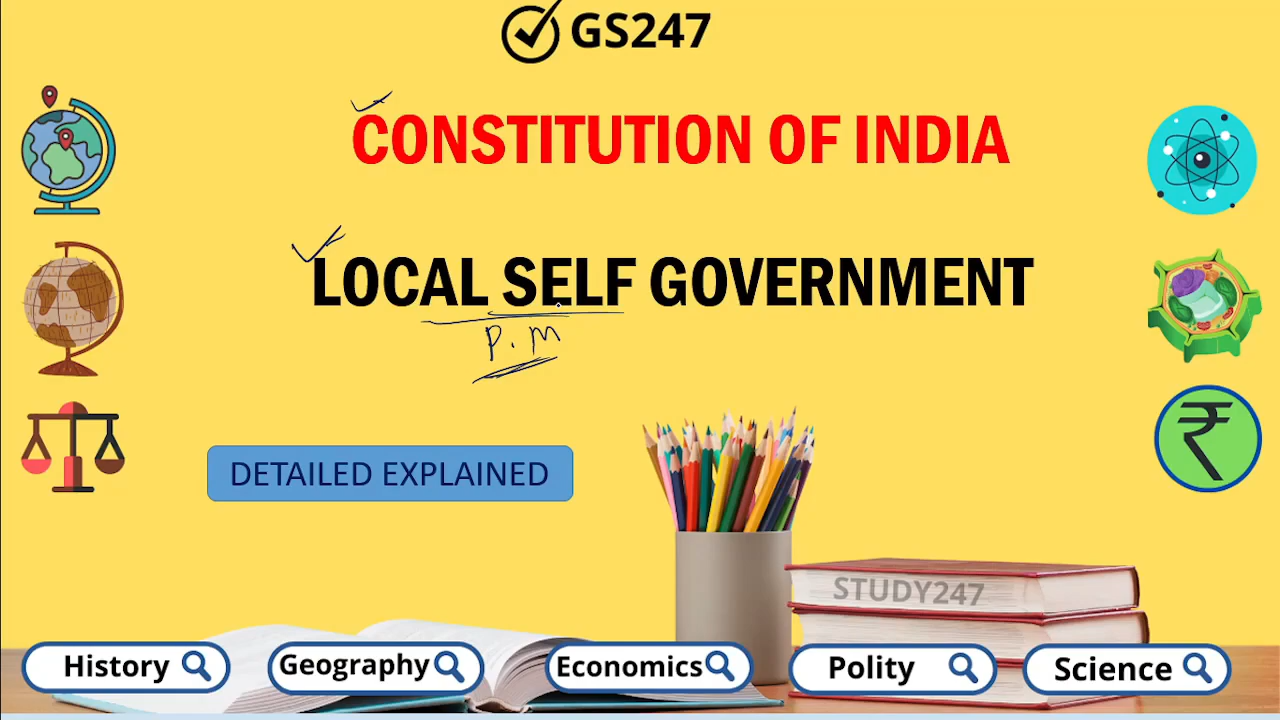 GS247
CONSTITUTION OF INDIA
LOCAL SELF GOVERNMENT
P. M
DETAILED EXPLAINED
STUDY247
History
Geography
Economics
Polity
Science